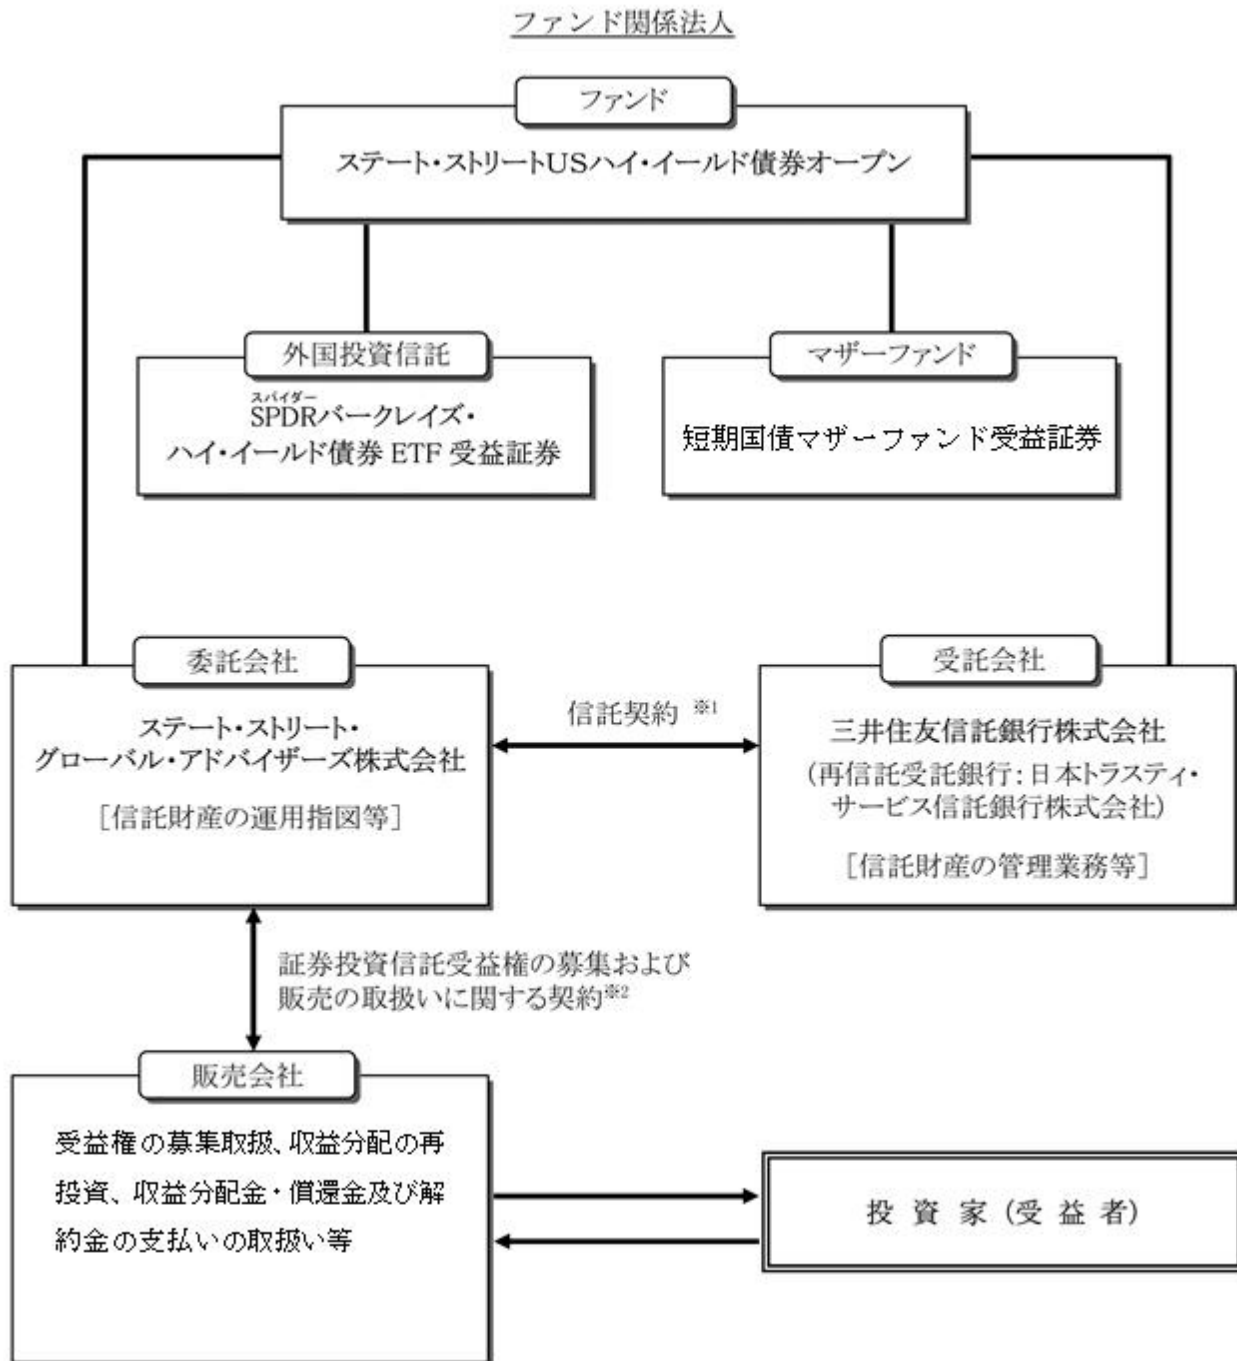 ファンド関係法人
ファンド
ステート・ストリートUSハイ・イールド債券オープン
外国投資信託
スパイダー
SPDRバークレイズ・
ハイ・イールド債券 ETF 受益証券
マザーファンド
短期国債マザーファンド受益証券
委託会社
ステート・ストリート・
グローバル・アドバイザーズ株式会社
［信託財産の運用指図等］
信託契約 ※1
受託会社
三井住友信託銀行株式会社
(再信託受託銀行：日本トラスティ・
サービス信託銀行株式会社)
［信託財産の管理業務等］
証券投資信託受益権の募集および
販売の取扱いに関する契約※2
販売会社
受益権の募集取扱、収益分配の再
投資、収益分配金・償還金及び解
約金の支払いの取扱い等
投 資 家 (受 益 者)